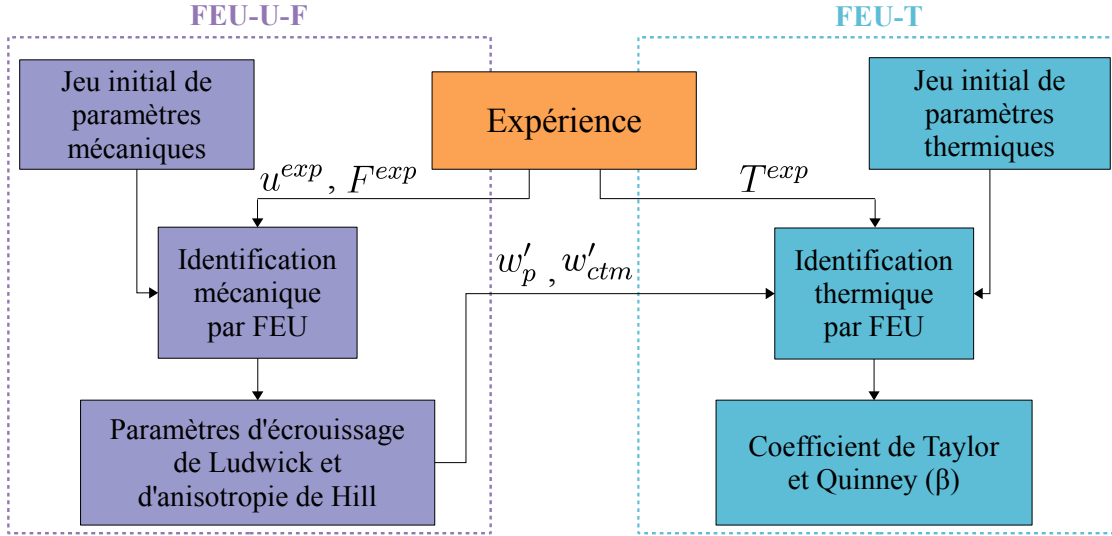 FEU-U-F
FEU-T
Jeu initial de
paramètres
mécaniques
Expérience
Jeu initial de
paramètres
thermiques
u^{exp}, F^{exp}
T^{exp}
Identification
mécanique
par FEU
w'_p , w'_{ctm}
Identification
thermique
par FEU
Paramètres d'écrouissage
de Ludwick et
d'anisotropie de Hill
Coefficient de Taylor
et Quinney (β)